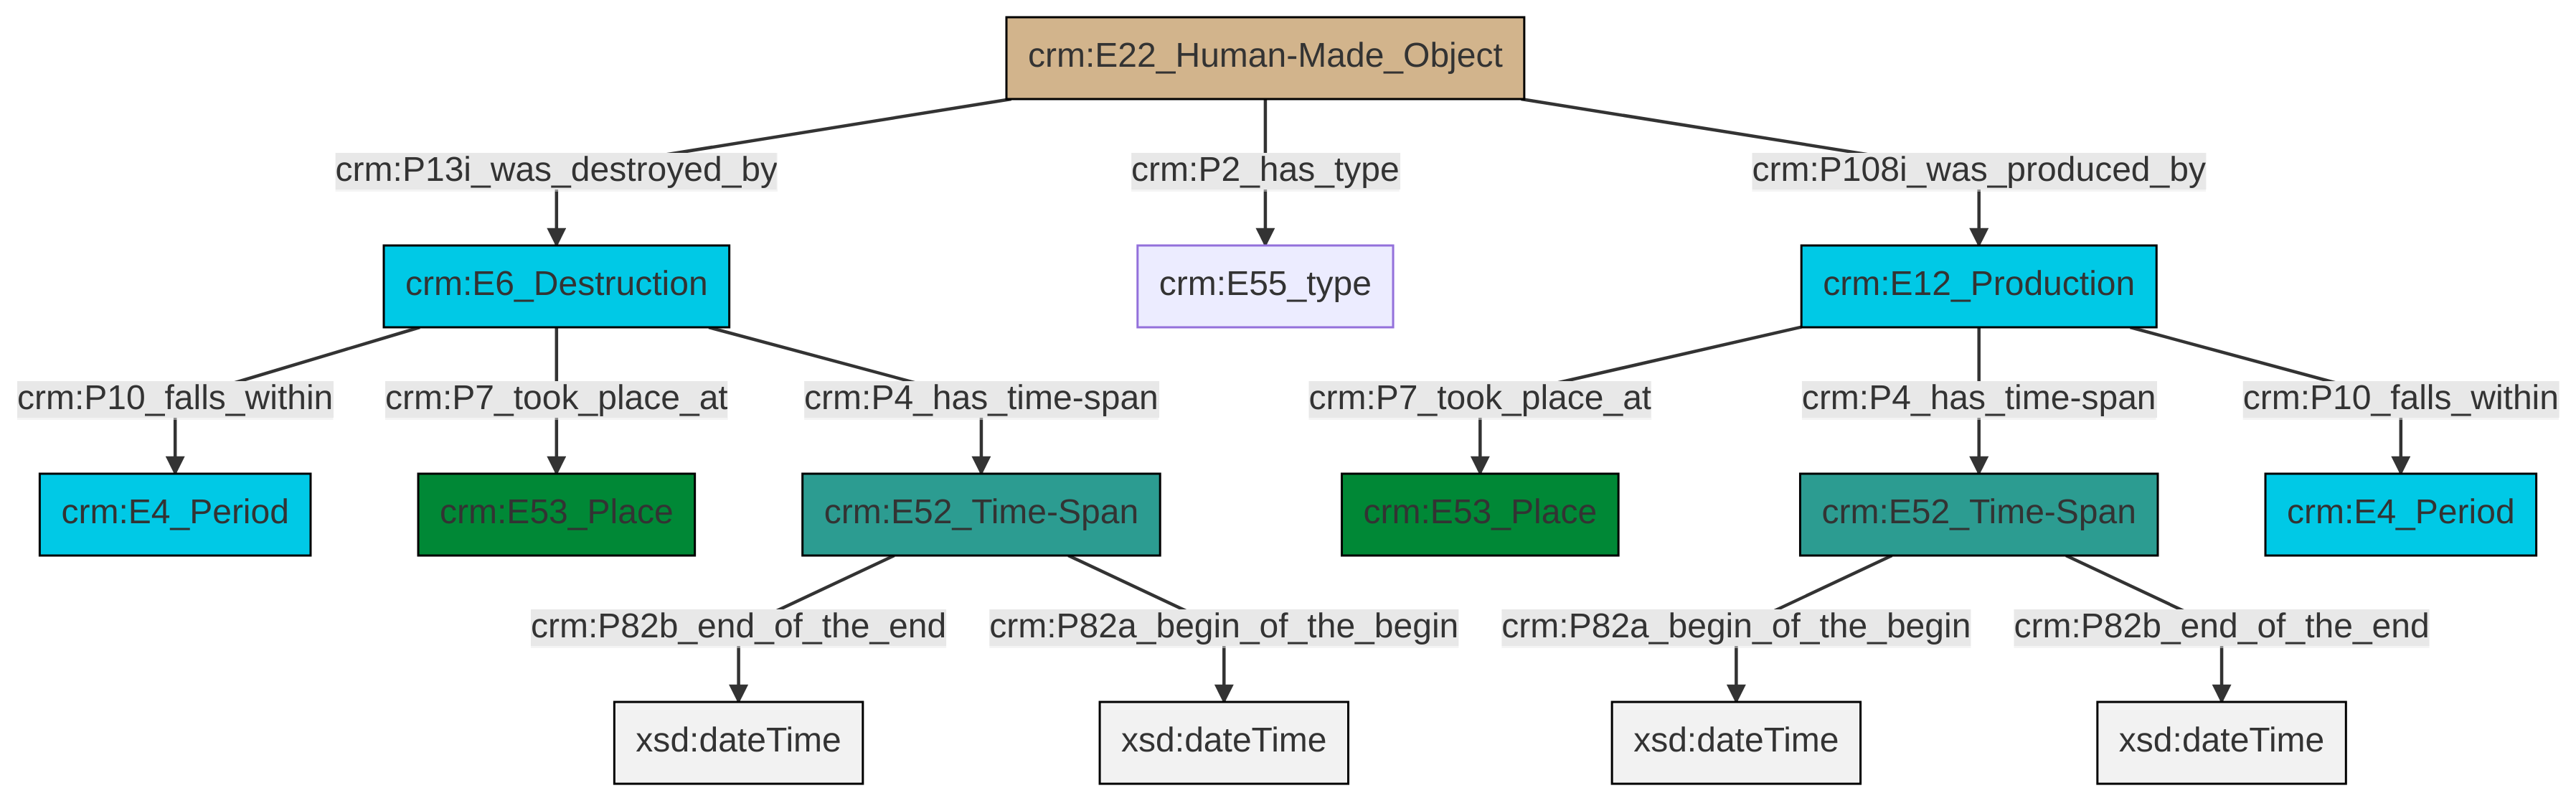 crm:E22_Human-Made_Object
crm:P13i_was_destroyed_by
crm:P2_has_type
crm:P108i_was_produced_by
crm:E6_Destruction
crm:E55_type
crm:E12_Production
crm:P10_falls_within
crm:P7_took_place_at
crm:P4_has_time-span
crm:P7_took_place_at
crm:P4_has_time-span
crm:P10_falls_within
crm:E4_Period
crm:E53_Place
crm:E52_Time-Span
crm:E53_Place
crm:E52_Time-Span
crm:E4_Period
crm:P82b_end_of_the_end
crm:P82a_begin_of_the_begin
crm:P82a_begin_of_the_begin
crm:P82b_end_of_the_end
xsd:dateTime
xsd:dateTime
xsd:dateTime
xsd:dateTime